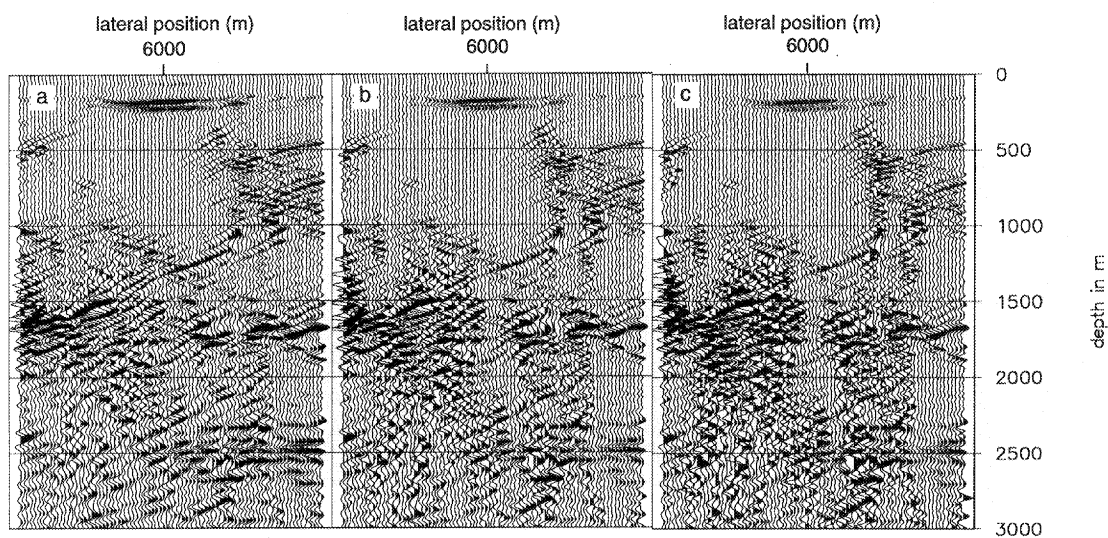 lateral position (m)
6000
lateral position (m)
6000
lateral position (m)
6000
a
b
c
0
500
1000
1500
2000
2500
3000
depth in m